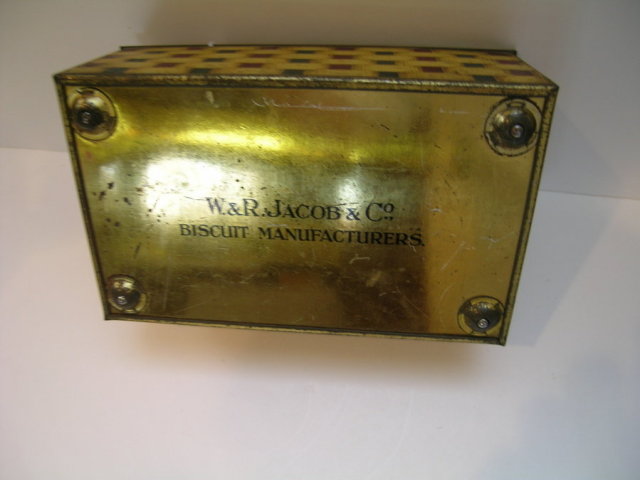 W. & R. JACOB & Co.
BISCUIT MANUFACTURERS.